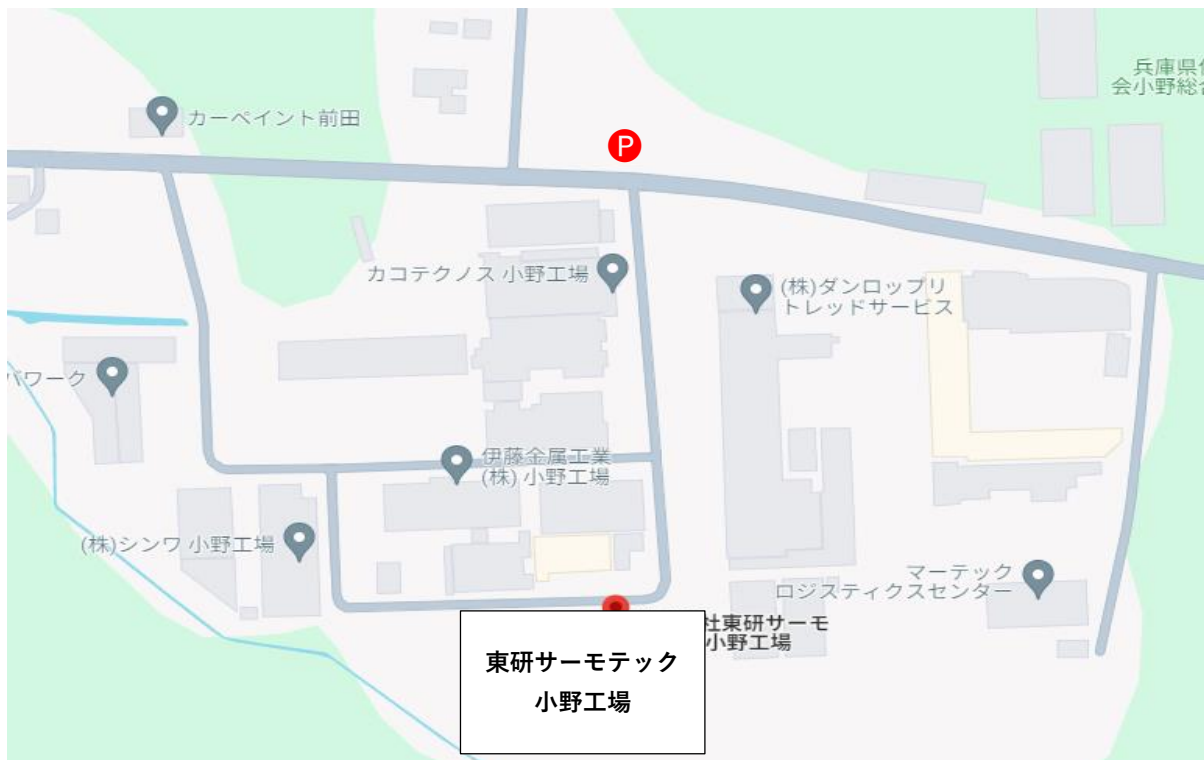 兵庫県
会小野総合
カーペイント前田
P
カコテクノス 小野工場
(株)ダンロップリ
トレッドサービス
パワーク
伊藤金属工業
(株) 小野工場
(株)シンワ 小野工場
マーテック
ロジスティクスセンター
社東研サーモ
小野工場
東研サーモテック
小野工場